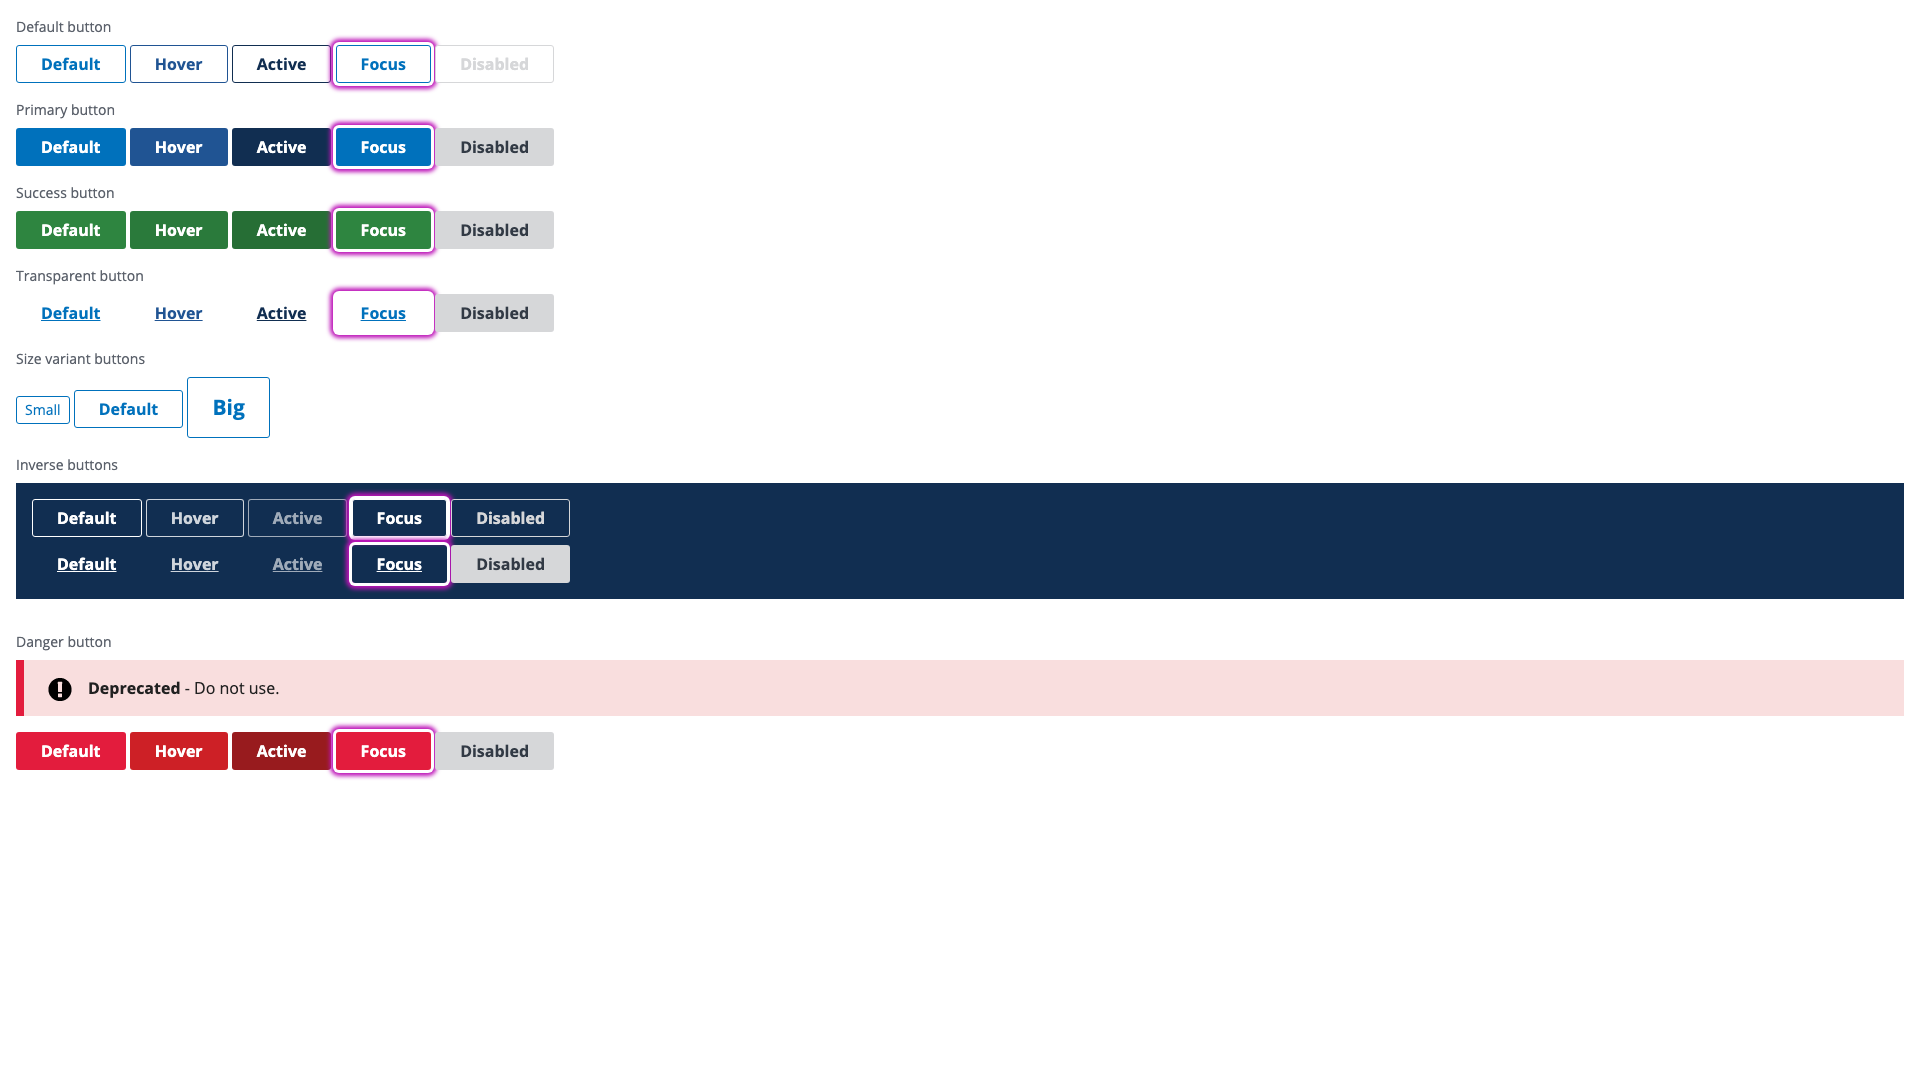 Default button
Default Hover Active Focus Disabled
Primary button
Default Hover Active Focus Disabled
Success button
Default Hover Active Focus Disabled
Transparent button
Default Hover Active Focus Disabled
Size variant buttons
Small Default Big
Inverse buttons
Default Hover Active Focus Disabled
Default Hover Active Focus Disabled
Danger button
Deprecated - Do not use.
Default Hover Active Focus Disabled